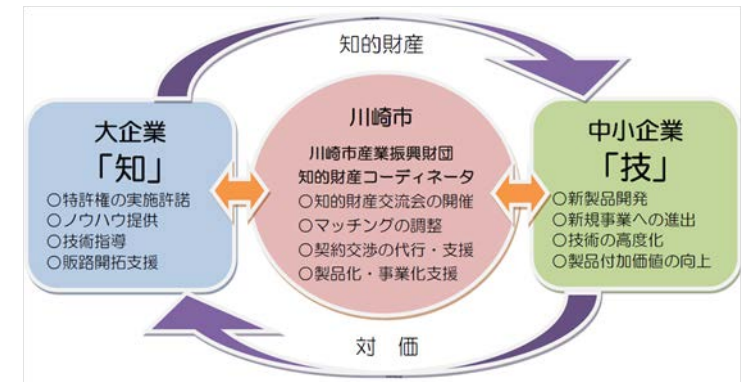 知的財産
大企業
「知」
○特許権の実施許諾
○ノウハウ提供
○技術指導
○販路開拓支援
川崎市
川崎市産業振興財団
知的財産コーディネータ
○知的財産交流会の開催
○マッチングの調整
○契約交渉の代行・支援
○製品化・事業化支援
中小企業
「技」
○新製品開発
○新規事業への進出
○技術の高度化
○製品付加価値の向上
対 価